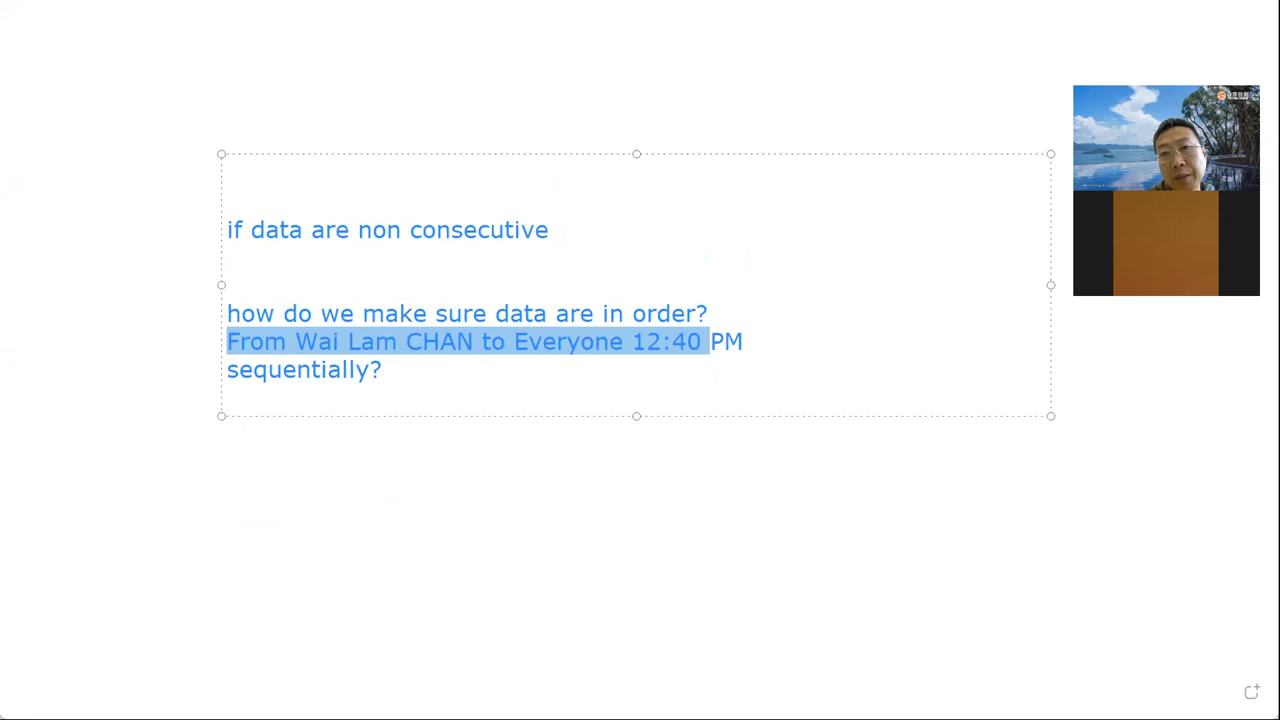 if data are non consecutive
how do we make sure data are in order?
From Wai Lam CHAN to Everyone 12:40 PM
sequentially?